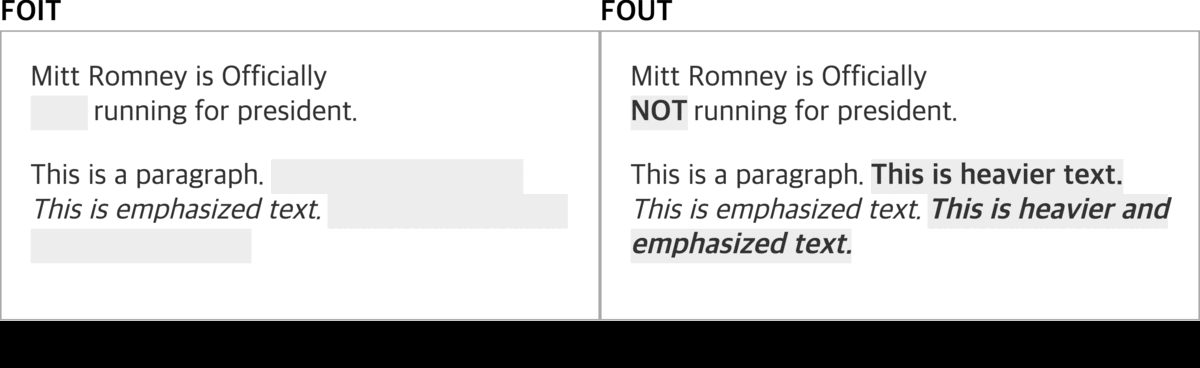 FOIT
Mitt Romney is Officially
running for president.
This is a paragraph.
This is emphasized text.
FOUT
Mitt Romney is Officially
NOT running for president.
This is a paragraph. This is heavier text.
This is emphasized text. This is heavier and
emphasized text.